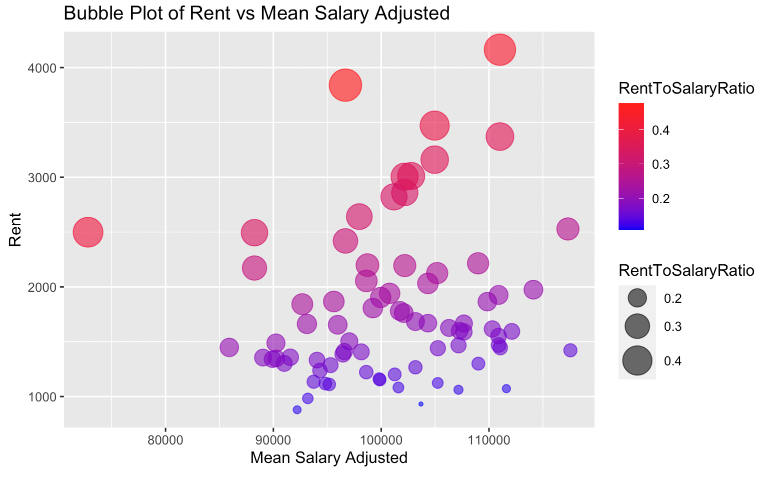 Bubble Plot of Rent vs Mean Salary Adjusted
4000
3000
2000
1000
Rent
80000 90000 100000 110000
Mean Salary Adjusted
RentToSalaryRatio
0.4
0.3
0.2
RentToSalaryRatio
0.2
0.3
0.4